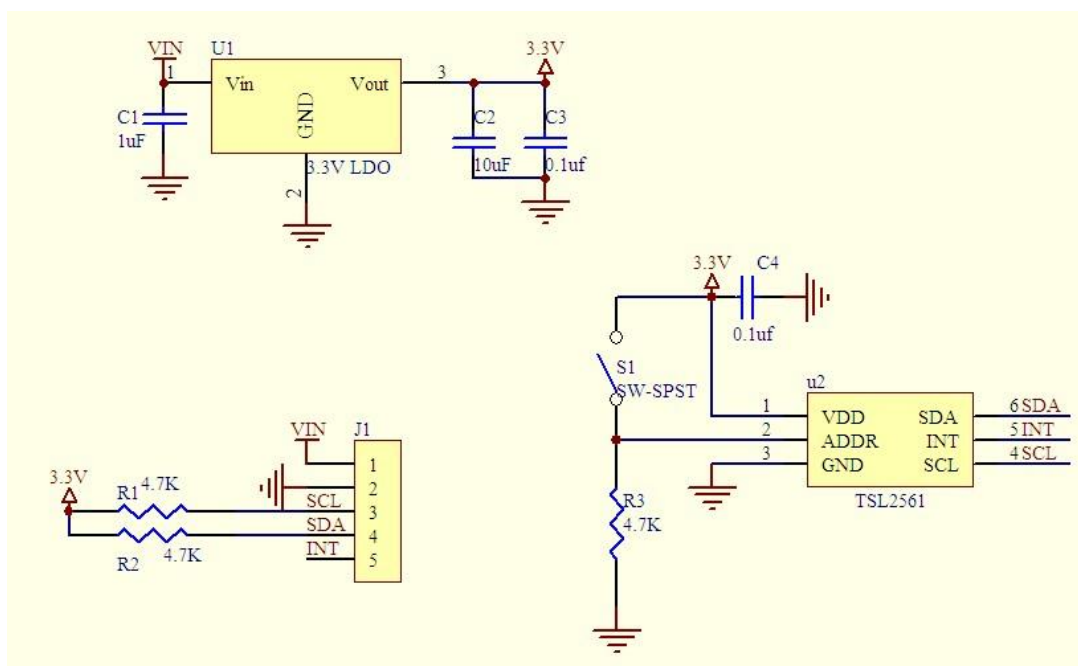 VIN
U1
3.3V
1
Vin
Vout
3
GND
C1
1uF
C2
C3
10uF
0.1uf
3.3V LDO
2
3.3V
C4
0.1uf
S1
SW-SPST
u2
1
VDD
SDA
6
SDA
2
ADDR
INT
5
INT
3
GND
SCL
4
SCL
TSL2561
R3
4.7K
VIN
J1
1
2
3.3V
R1
4.7K
SCL
3
SDA
4
R2
4.7K
INT
5